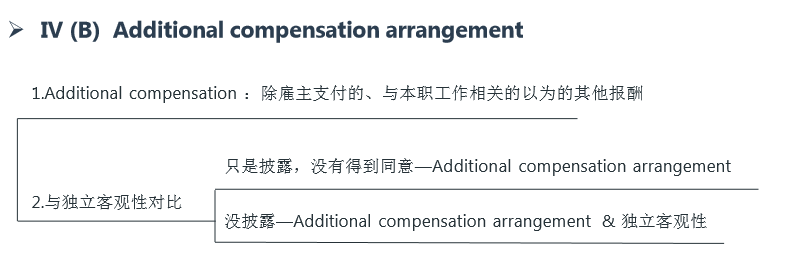 ➢ IV (B) Additional compensation arrangement
1.Additional compensation ：除雇主支付的、与本职工作相关的以为的其他报酬
只是披露，没有得到同意—Additional compensation arrangement
2.与独立客观性对比
没披露—Additional compensation arrangement ＆独立客观性